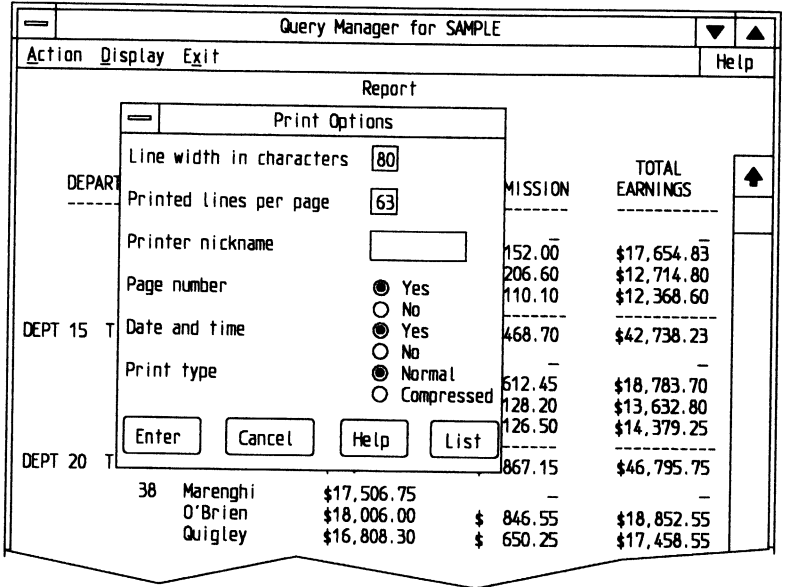 Query Manager for SAMPLE
Action Display Exit Help
Report
Print Options
Line width in characters 80
Printed lines per page 63
Printer nickname
Page number Yes
No
Date and time Yes
No
Print type Normal
Compressed
Enter Cancel Help List
TOTAL
DEPART MISSION EARNINGS
152.00 $17,654.83
206.60 $12,714.80
110.10 $12,368.60
DEPT 15 T 468.70 $42,738.23
612.45 $18,783.70
128.20 $13,632.80
126.50 $14,379.25
DEPT 20 T 867.15 $46,795.75
38 Marenghi $17,506.75 – –
O'Brien $18,006.00 $ 846.55 $18,852.55
Quigley $16,808.30 $ 650.25 $17,458.55